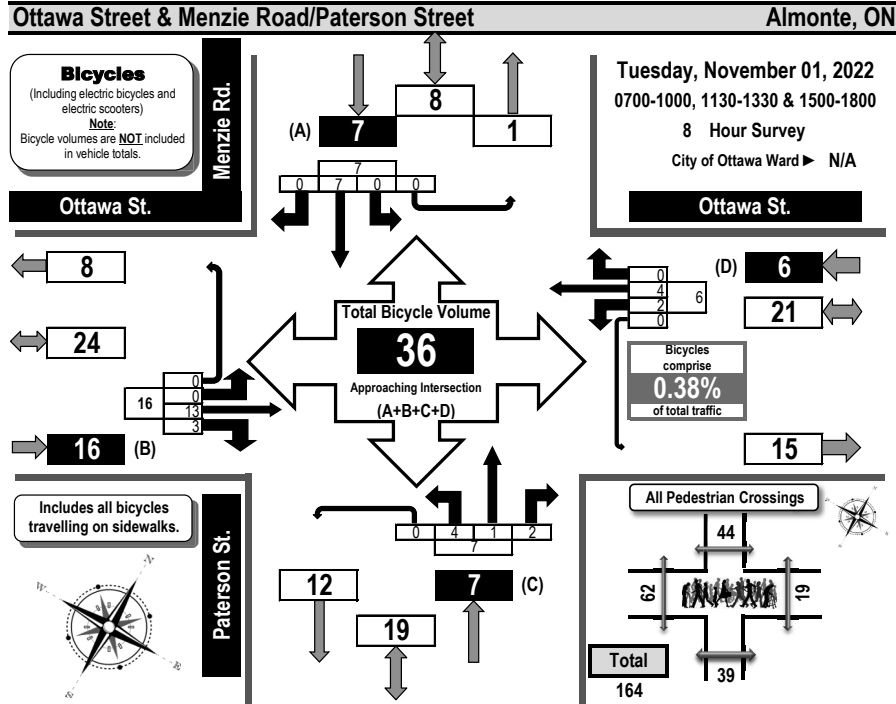 Ottawa Street & Menzie Road/Paterson Street
Almonte, ON
Bicycles
(Including electric bicycles and
electric scooters)
Note:
Bicycle volumes are NOT included
in vehicle totals.
Menzie Rd.
Ottawa St.
8
(A)
7
1
7
0 7 0 0
Tuesday, November 01, 2022
0700-1000, 1130-1330 & 1500-1800
8 Hour Survey
City of Ottawa Ward ► N/A
Ottawa St.
8
24
16
0
0
13
3
16
(B)
Total Bicycle Volume
36
Approaching Intersection
(A+B+C+D)
0
4
2
0
6
(D)
6
21
Bicycles
comprise
0.38%
of total traffic
15
Includes all bicycles
travelling on sidewalks.
Paterson St.
N
W
E
S
0 4 1 2
7
12
7
(C)
19
All Pedestrian Crossings
44
62
19
39
Total
164